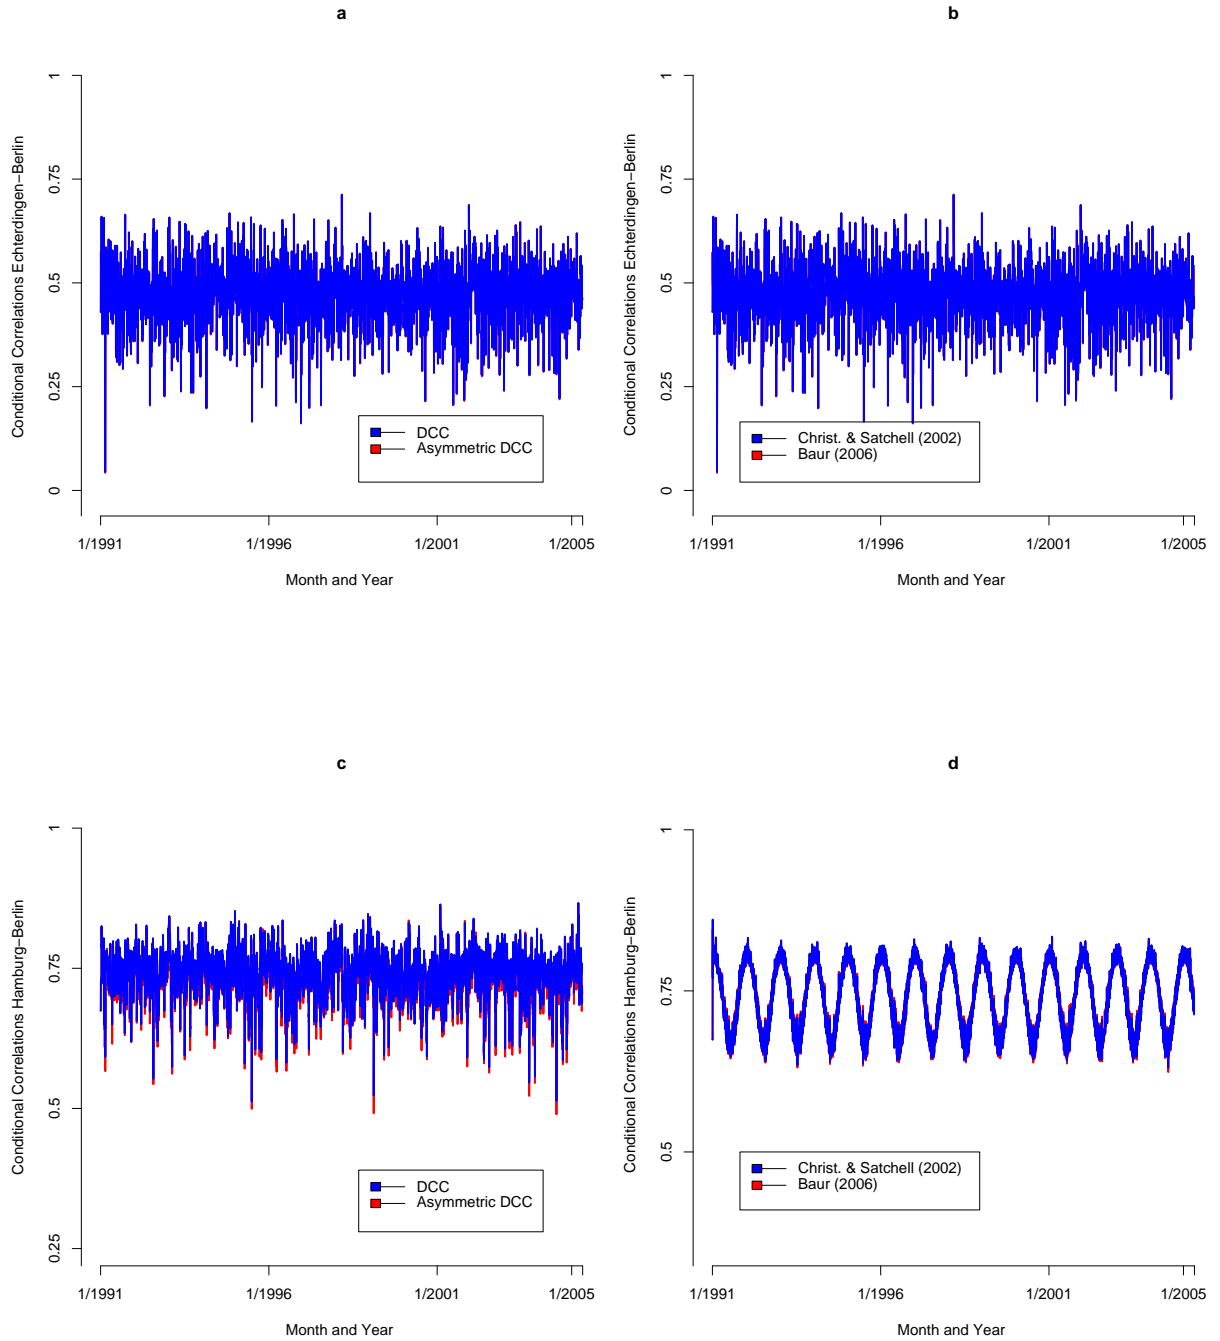 a
Conditional Correlations Echterdingen−Berlin
1
0.75
0.5
0.25
0
DCC
Asymmetric DCC
1/1991
1/1996
1/2001
1/2005
Month and Year
b
Conditional Correlations Echterdingen−Berlin
1
0.75
0.5
0.25
0
Christ. & Satchell (2002)
Baur (2006)
1/1991
1/1996
1/2001
1/2005
Month and Year
c
Conditional Correlations Hamburg−Berlin
1
0.75
0.5
0.25
DCC
Asymmetric DCC
1/1991
1/1996
1/2001
1/2005
Month and Year
d
Conditional Correlations Hamburg−Berlin
1
0.75
0.5
Christ. & Satchell (2002)
Baur (2006)
1/1991
1/1996
1/2001
1/2005
Month and Year